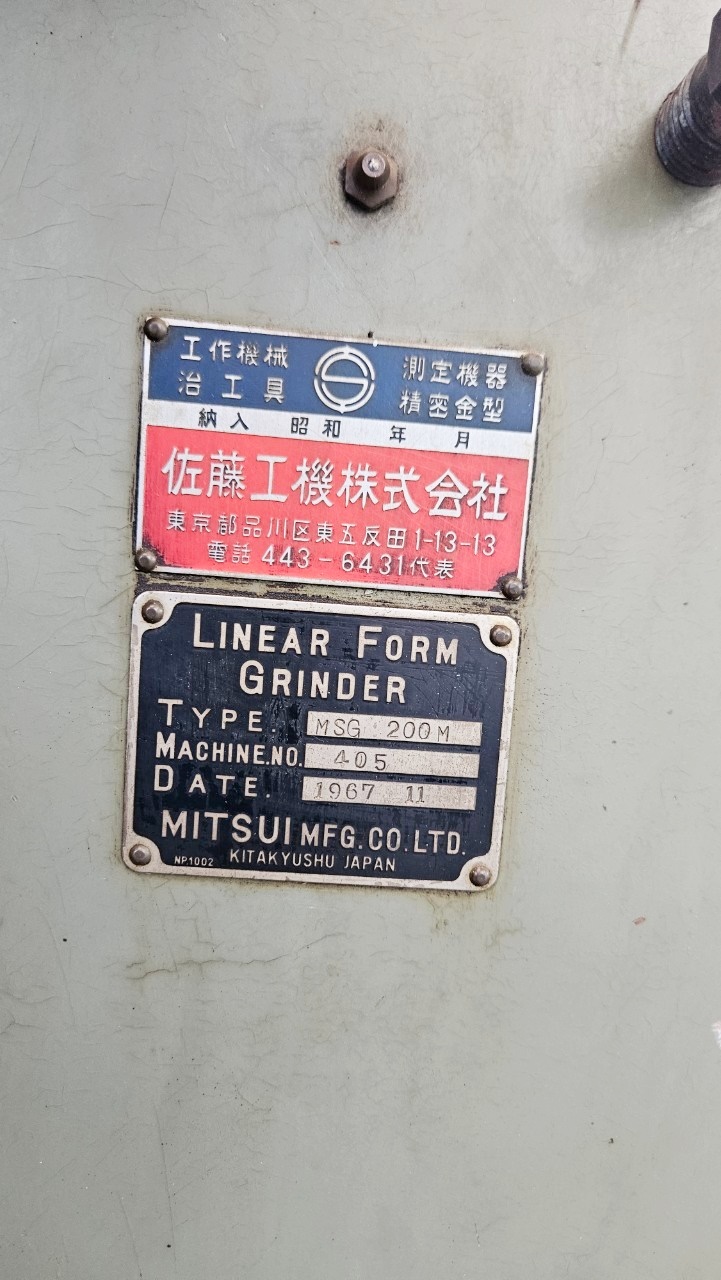 工作機械 測定機器
治工具 精密金型
納入 昭和 年 月
佐藤工機株式会社
東京都品川区東五反田1-13-13
電話 443-6431代表
LINEAR FORM
GRINDER
TYPE. MSG 200M
MACHINE.NO. 405
DATE. 1967 11
MITSUI MFG.CO.LTD.
NP.1002 KITAKYUSHU JAPAN